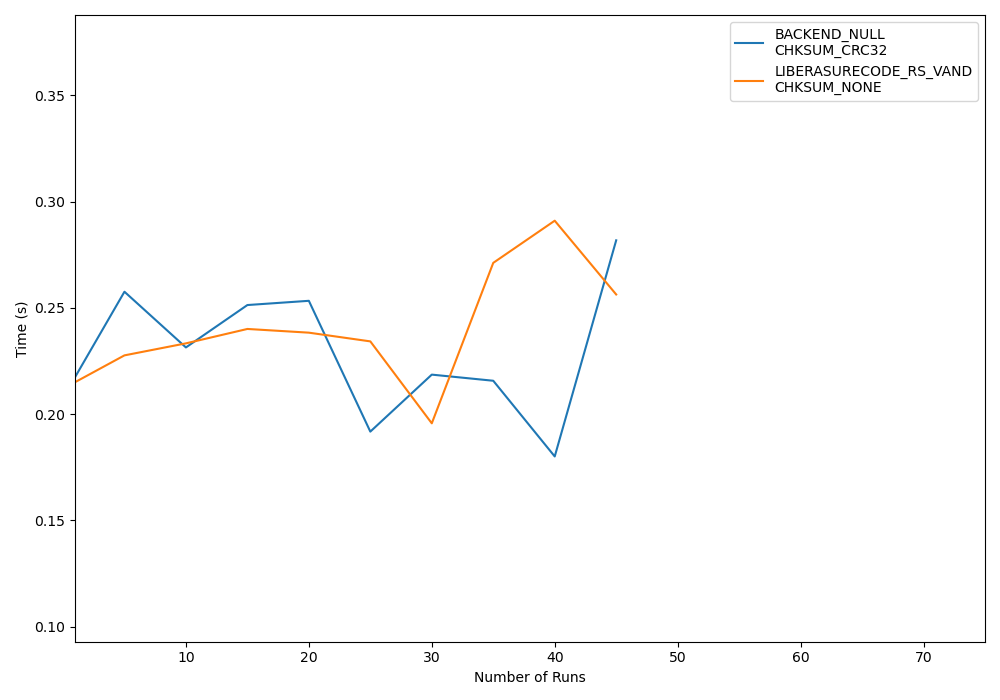 BACKEND_NULL
CHKSUM_CRC32
LIBERASURECODE_RS_VAND
CHKSUM_NONE
0.35
0.30
0.25
0.20
0.15
0.10
Time (s)
10 20 30 40 50 60 70
Number of Runs